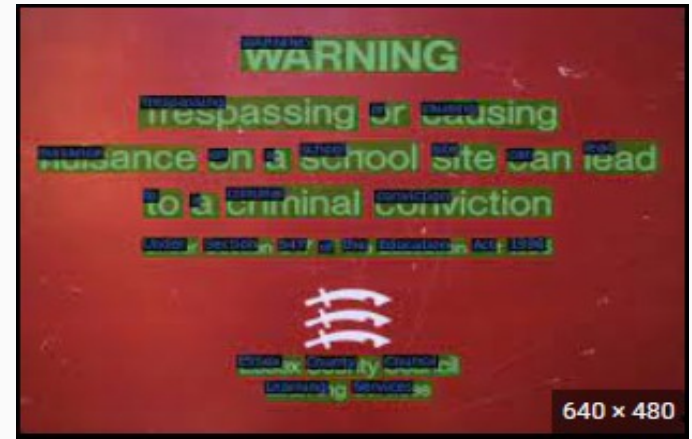 WARNING
Trespassing or causing
nuisance on a school site can lead
to a criminal conviction
Under Section 547 of the Education Act 1996
Essex County Council
Learning Services
640 × 480